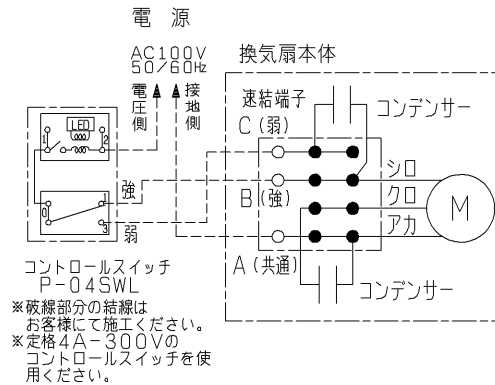 電 源
AC100V
50/60Hz
電圧側
接地側
換気扇本体
速結端子
コンデンサー
C(弱)
LED
1
2
強
シロ
B(強)
クロ
M
0
1
3
弱
アカ
A(共通)
コンデンサー
コントロールスイッチ
P-04SWL
※破線部分の結線は
お客様にて施工ください。
※定格4A-300Vの
コントロールスイッチを使
用ください。